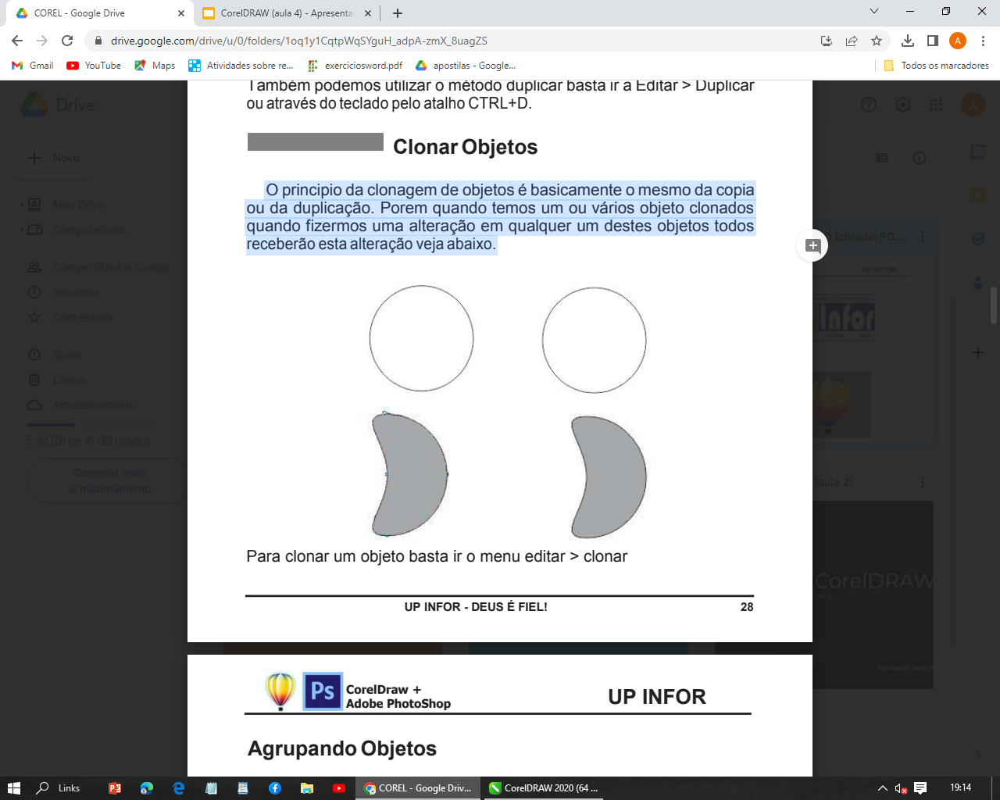 COREL - Google Drive
CorelDRAW (aula 4) - Apresenta
drive.google.com/drive/u/0/folders/1oq1y1CqtpWqSYguH_adpA-zmX_8uagZS
A
Gmail
YouTube
Maps
Atividades sobre re...
exerciciosword.pdf
apostilas - Google...
Todos os marcadores
Também podemos utilizar o método duplicar basta ir a Editar > Duplicar
ou através do teclado pelo atalho CTRL+D.
Drive
A
Novo
Clonar Objetos
O principio da clonagem de objetos é basicamente o mesmo da copia
ou da duplicação. Porem quando temos um ou vários objeto clonados
quando fizermos uma alteração em qualquer um destes objetos todos
receberão esta alteração veja abaixo.
Meu Drive
Computadores
Compartilhados comigo
Recentes
Com estrela
Spam
Lixeira
Armazenamento
5,32 GB de 15 GB usados
Comprar mais
armazenamento
Editada-PD...
UP INFOR
Infor
(aula 2)
CorelDRAW
Para clonar um objeto basta ir o menu editar > clonar
UP INFOR - DEUS É FIEL!
28
Ps
CorelDraw +
Adobe PhotoShop
UP INFOR
Agrupando Objetos
Links
COREL - Google Driv...
CorelDRAW 2020 (64 ...
19:14